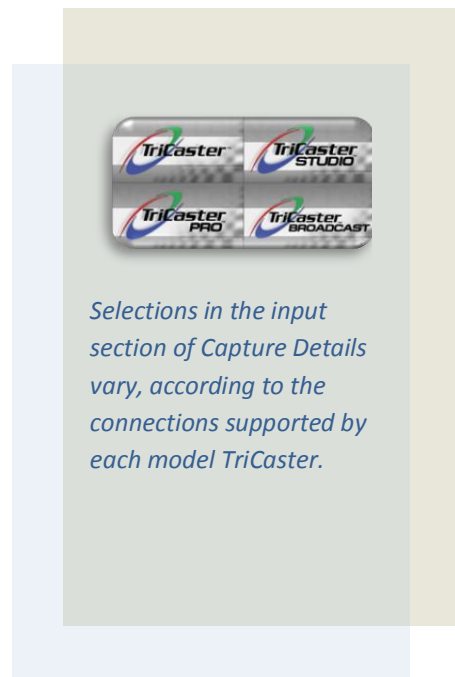 TriCaster™ TriCaster
STUDIO
TriCaster TriCaster
PRO BROADCAST
Selections in the input
section of Capture Details
vary, according to the
connections supported by
each model TriCaster.